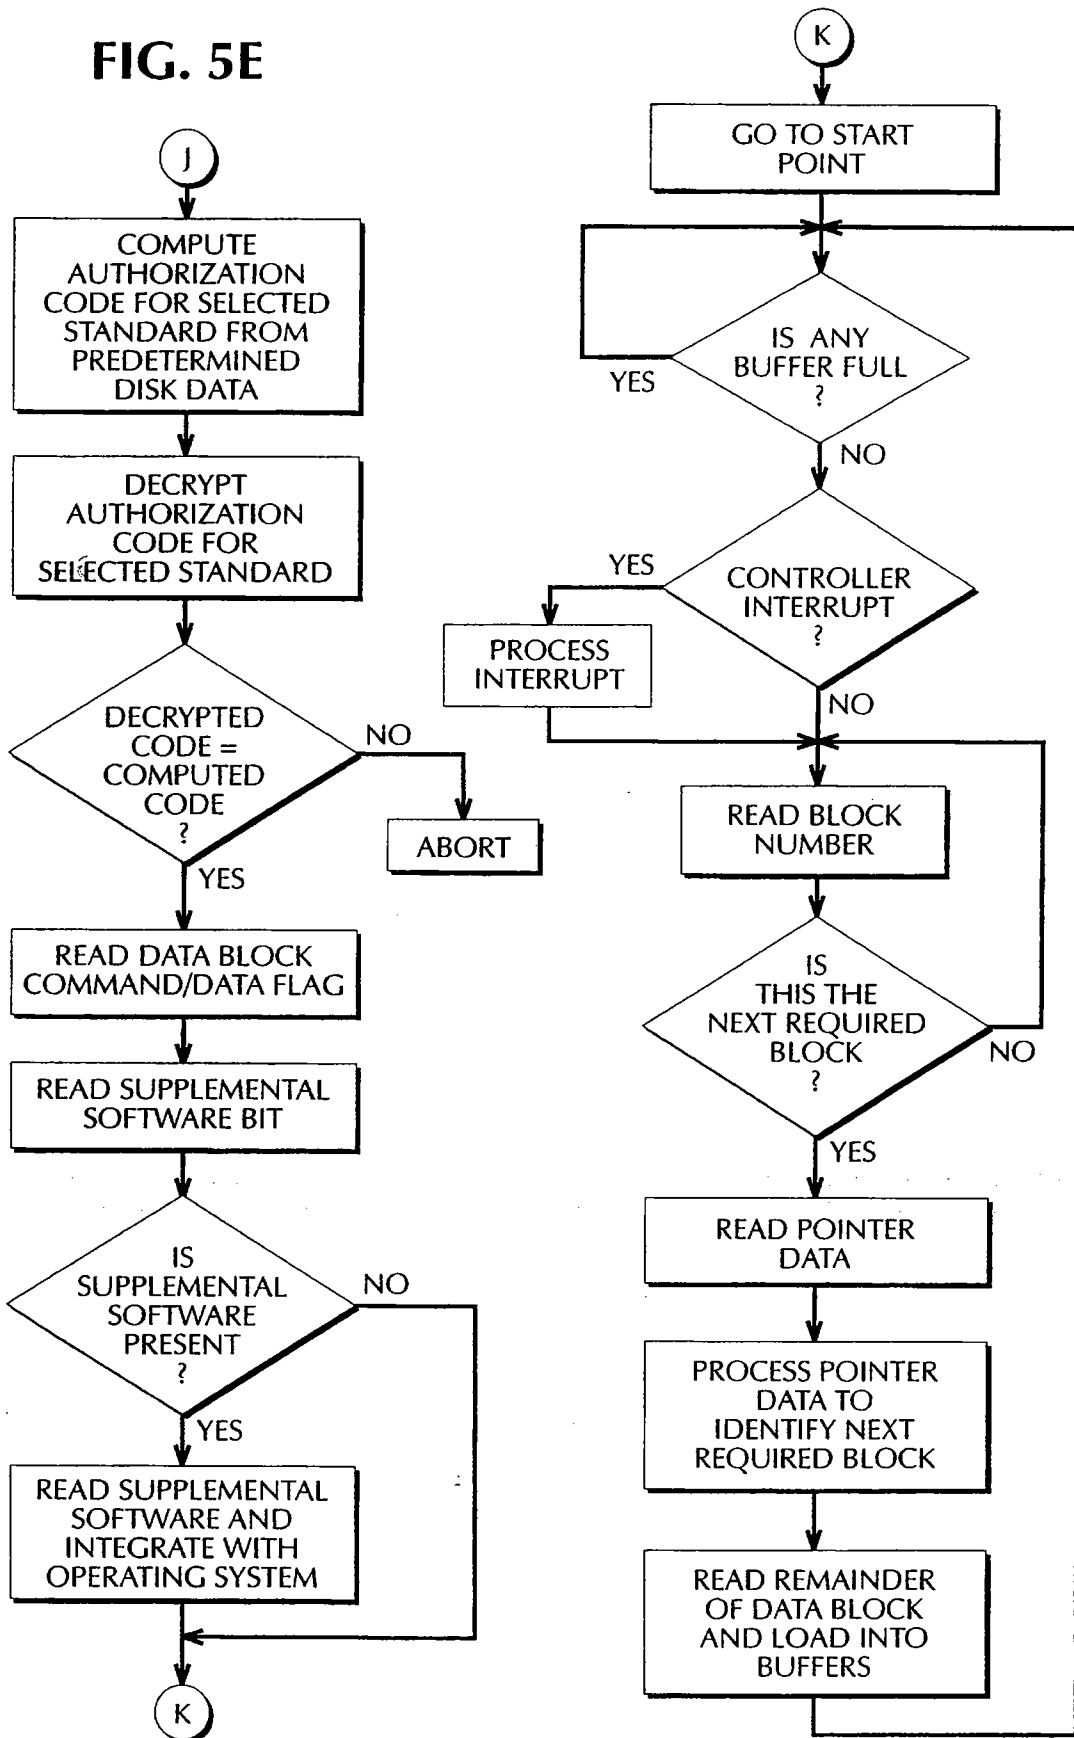 FIG. 5E
J
COMPUTE
AUTHORIZATION
CODE FOR SELECTED
STANDARD FROM
PREDETERMINED
DISK DATA
DECRYPT
AUTHORIZATION
CODE FOR
SELECTED STANDARD
DECRYPTED
CODE =
COMPUTED
CODE
?
NO
ABORT
YES
READ DATA BLOCK
COMMAND/DATA FLAG
READ SUPPLEMENTAL
SOFTWARE BIT
IS
SUPPLEMENTAL
SOFTWARE
PRESENT
?
NO
YES
READ SUPPLEMENTAL
SOFTWARE AND
INTEGRATE WITH
OPERATING SYSTEM
K
K
GO TO START
POINT
IS ANY
BUFFER FULL
?
YES
NO
CONTROLLER
INTERRUPT
?
YES
PROCESS
INTERRUPT
NO
READ BLOCK
NUMBER
IS
THIS THE
NEXT REQUIRED
BLOCK
?
NO
YES
READ POINTER
DATA
PROCESS POINTER
DATA TO
IDENTIFY NEXT
REQUIRED BLOCK
READ REMAINDER
OF DATA BLOCK
AND LOAD INTO
BUFFERS